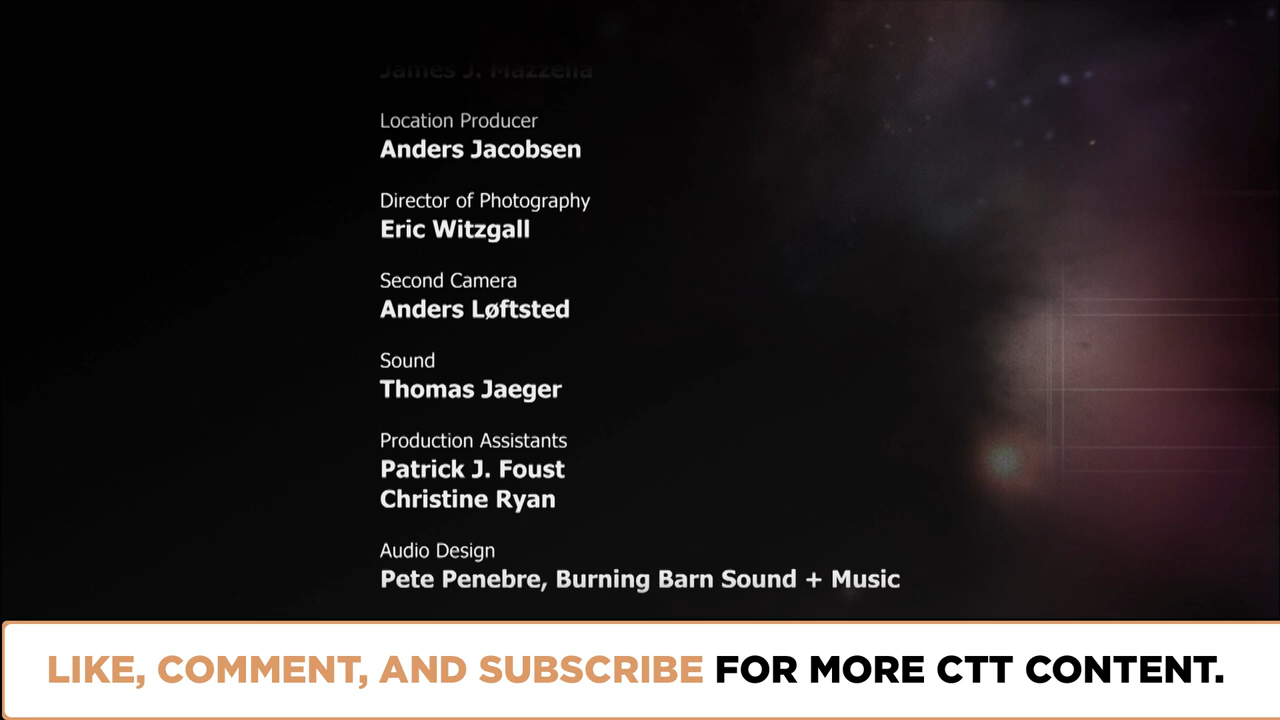 James J. Mazzella
Location Producer
Anders Jacobsen
Director of Photography
Eric Witzgall
Second Camera
Anders Løftsted
Sound
Thomas Jaeger
Production Assistants
Patrick J. Foust
Christine Ryan
Audio Design
Pete Penebre, Burning Barn Sound + Music
LIKE, COMMENT, AND SUBSCRIBE FOR MORE CTT CONTENT.